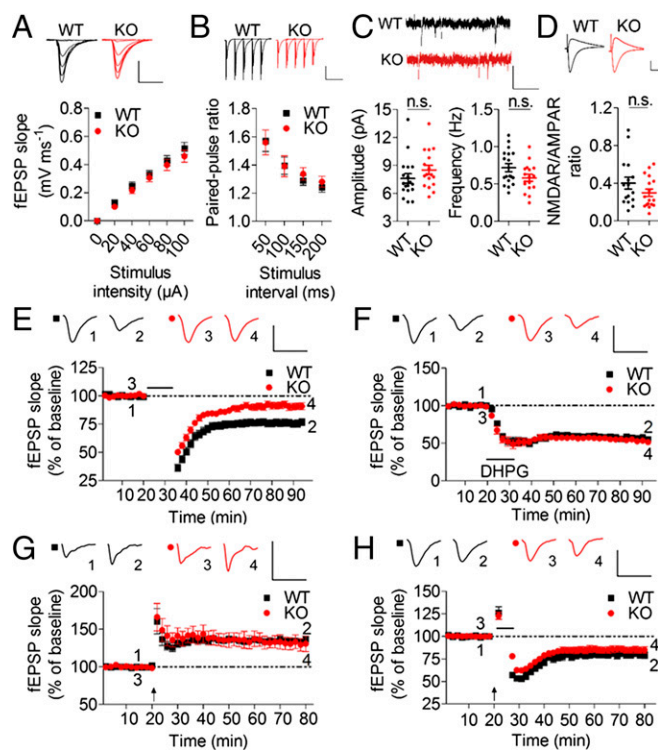 A
WT KO
fEPSP slope
(mV ms⁻¹)
0.8
0.6
0.4
0.2
0.0
WT
KO
0 20 40 60 80 100
Stimulus
intensity (µA)
B
WT KO
Paired-pulse ratio
1.8
1.6
1.4
1.2
1.0
WT
KO
50 100 150 200
Stimulus
interval (ms)
C
WT
KO
Amplitude (pA)
15
12
9
6
3
n.s.
WT KO
Frequency (Hz)
2.0
1.5
1.0
0.5
0.0
n.s.
WT KO
D
WT KO
NMDAR/AMPAR
ratio
1.2
0.8
0.4
0.0
n.s.
WT KO
E
1 2 3 4
fEPSP slope
(% of baseline)
125
100
75
50
25
WT
KO
3
1
4
2
10 20 30 40 50 60 70 80 90
Time (min)
F
1 2 3 4
fEPSP slope
(% of baseline)
150
100
50
0
WT
KO
1
3
2
4
DHPG
10 20 30 40 50 60 70 80 90
Time (min)
G
1 2 3 4
fEPSP slope
(% of baseline)
200
150
100
50
WT
KO
1
3
2
4
10 20 30 40 50 60 70 80
Time (min)
H
1 2 3 4
fEPSP slope
(% of baseline)
150
125
100
75
50
25
WT
KO
3
1
4
2
10 20 30 40 50 60 70 80
Time (min)